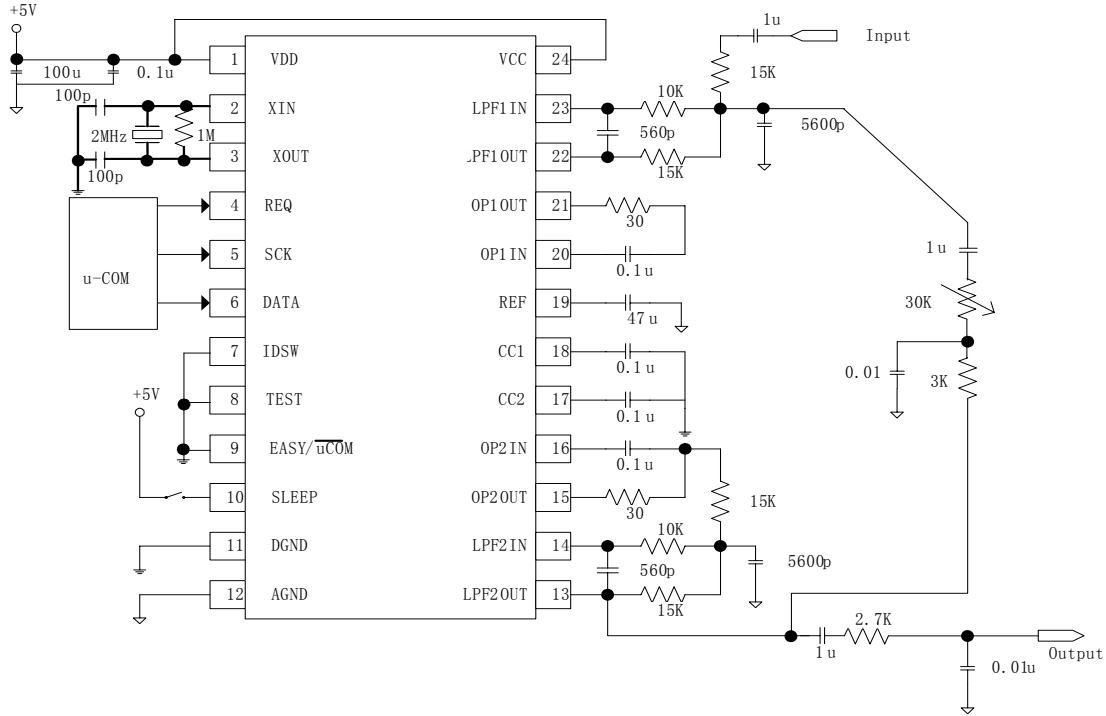 +5V
100u
0.1u
100p
2MHz
1M
100p
u-COM
+5V
1 VDD
2 XIN
3 XOUT
4 REQ
5 SCK
6 DATA
7 IDSW
8 TEST
9 EASY/uCOM
10 SLEEP
11 DGND
12 AGND
VCC 24
LPF1IN 23
LPF1OUT 22
OP1OUT 21
OP1IN 20
REF 19
CC1 18
CC2 17
OP2IN 16
OP2OUT 15
LPF2IN 14
LPF2OUT 13
1u
Input
15K
10K
560p
5600p
15K
30
0.1u
47u
0.1u
0.1u
0.1u
30
15K
10K
560p
5600p
15K
1u
30K
0.01
3K
2.7K
1u
Output
0.01u